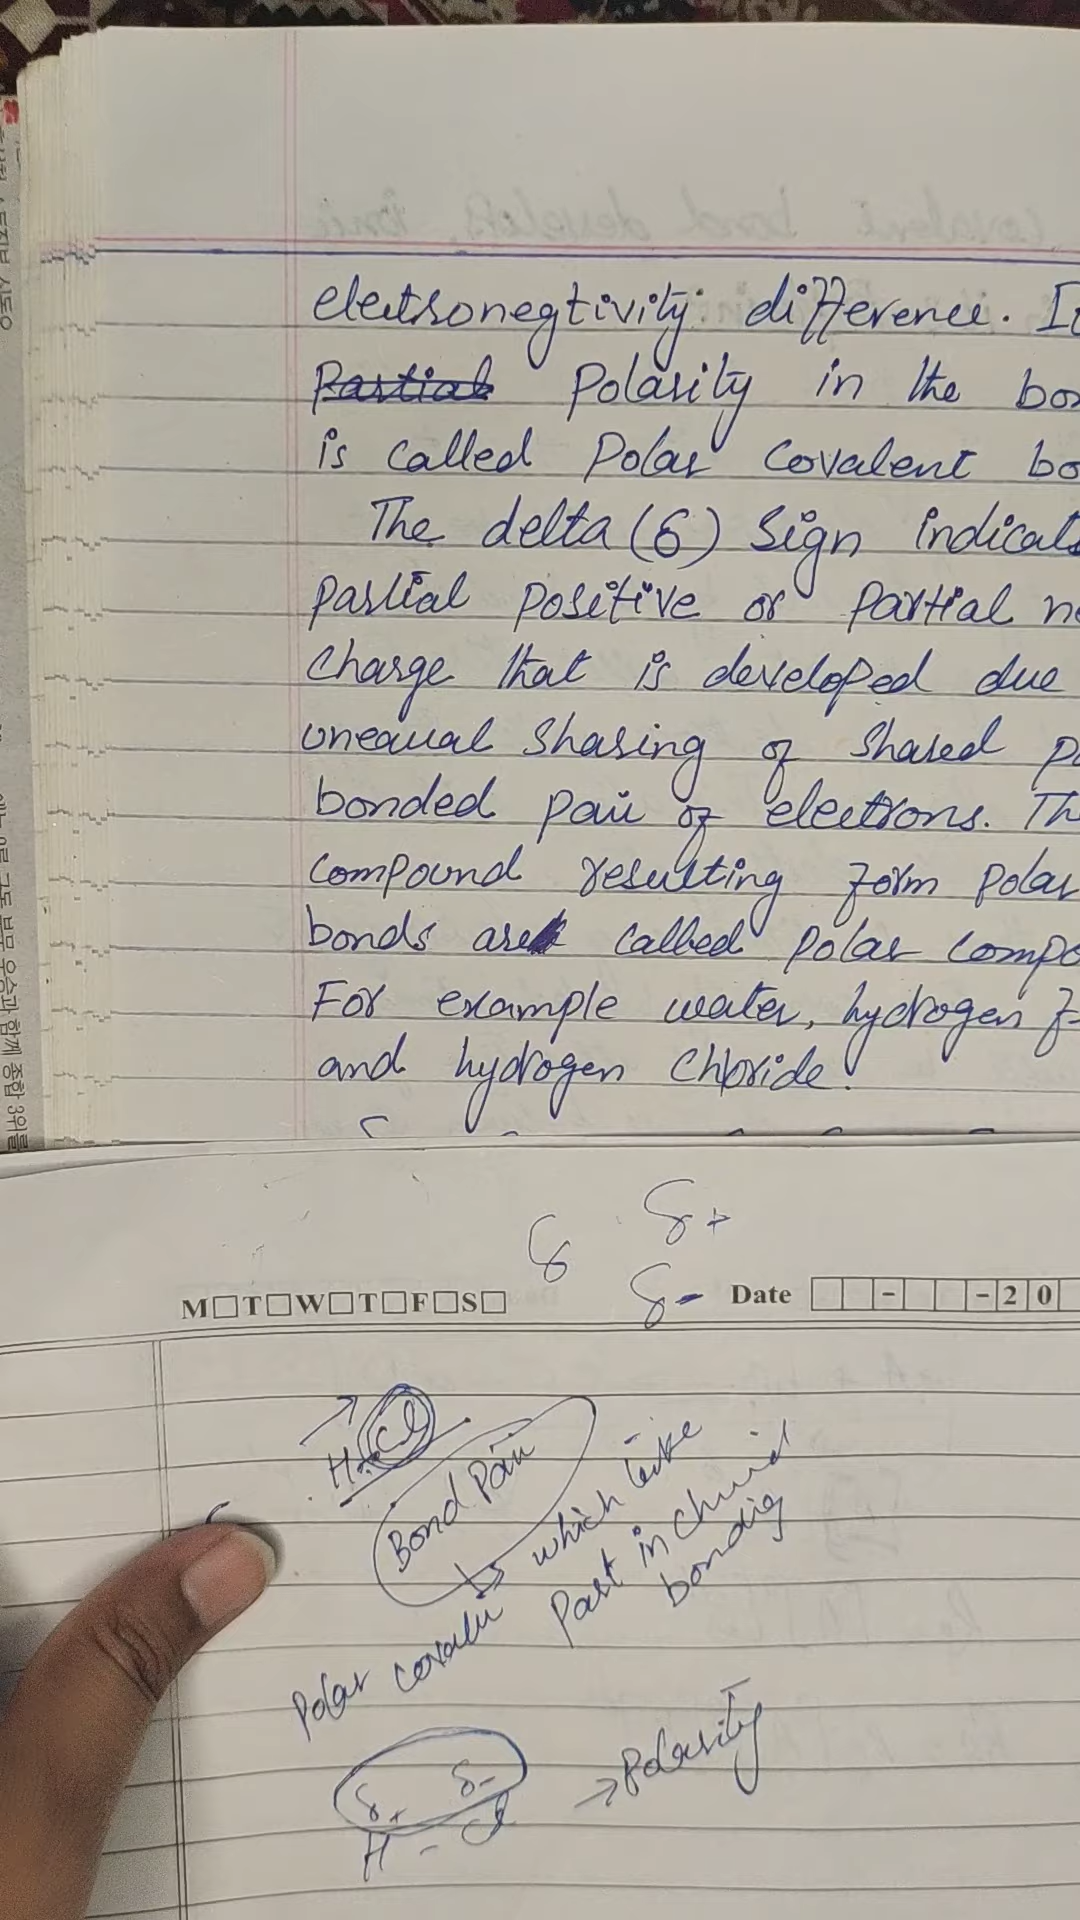 electronegtivity difference. It
Partial Polarity in the bo
is called Polar Covalent bo
The delta (δ) Sign indicat
partial positive or partial ne
charge that is developed due
unequal sharing of shared pa
bonded pair of electrons. Th
compound resulting form polar
bonds are called polar compo
For example water, hydrogen f
and hydrogen Chloride.
δ δ+
δ-
M□T□W□T□F□S□ Date - -20
H Cl
Bond Pair
which take
Part in
bonding
Polar
δ+ δ-
H - Cl
→ Polarity